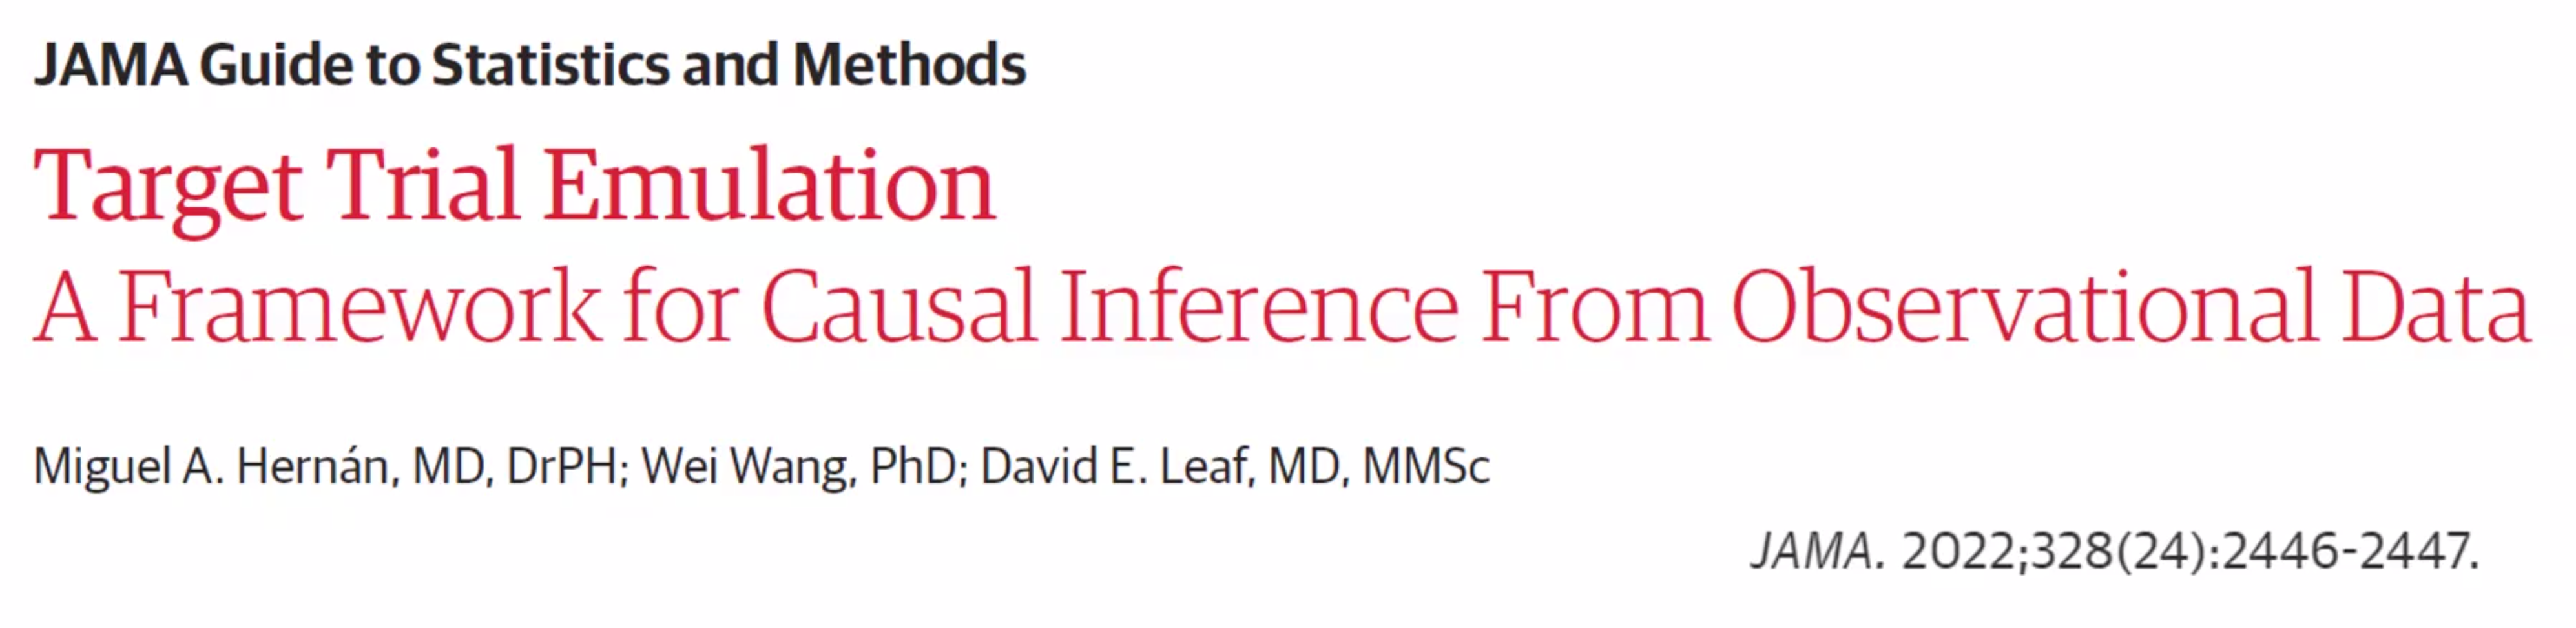 JAMA Guide to Statistics and Methods
Target Trial Emulation
A Framework for Causal Inference From Observational Data
Miguel A. Hernán, MD, DrPH; Wei Wang, PhD; David E. Leaf, MD, MMSc
JAMA. 2022;328(24):2446-2447.